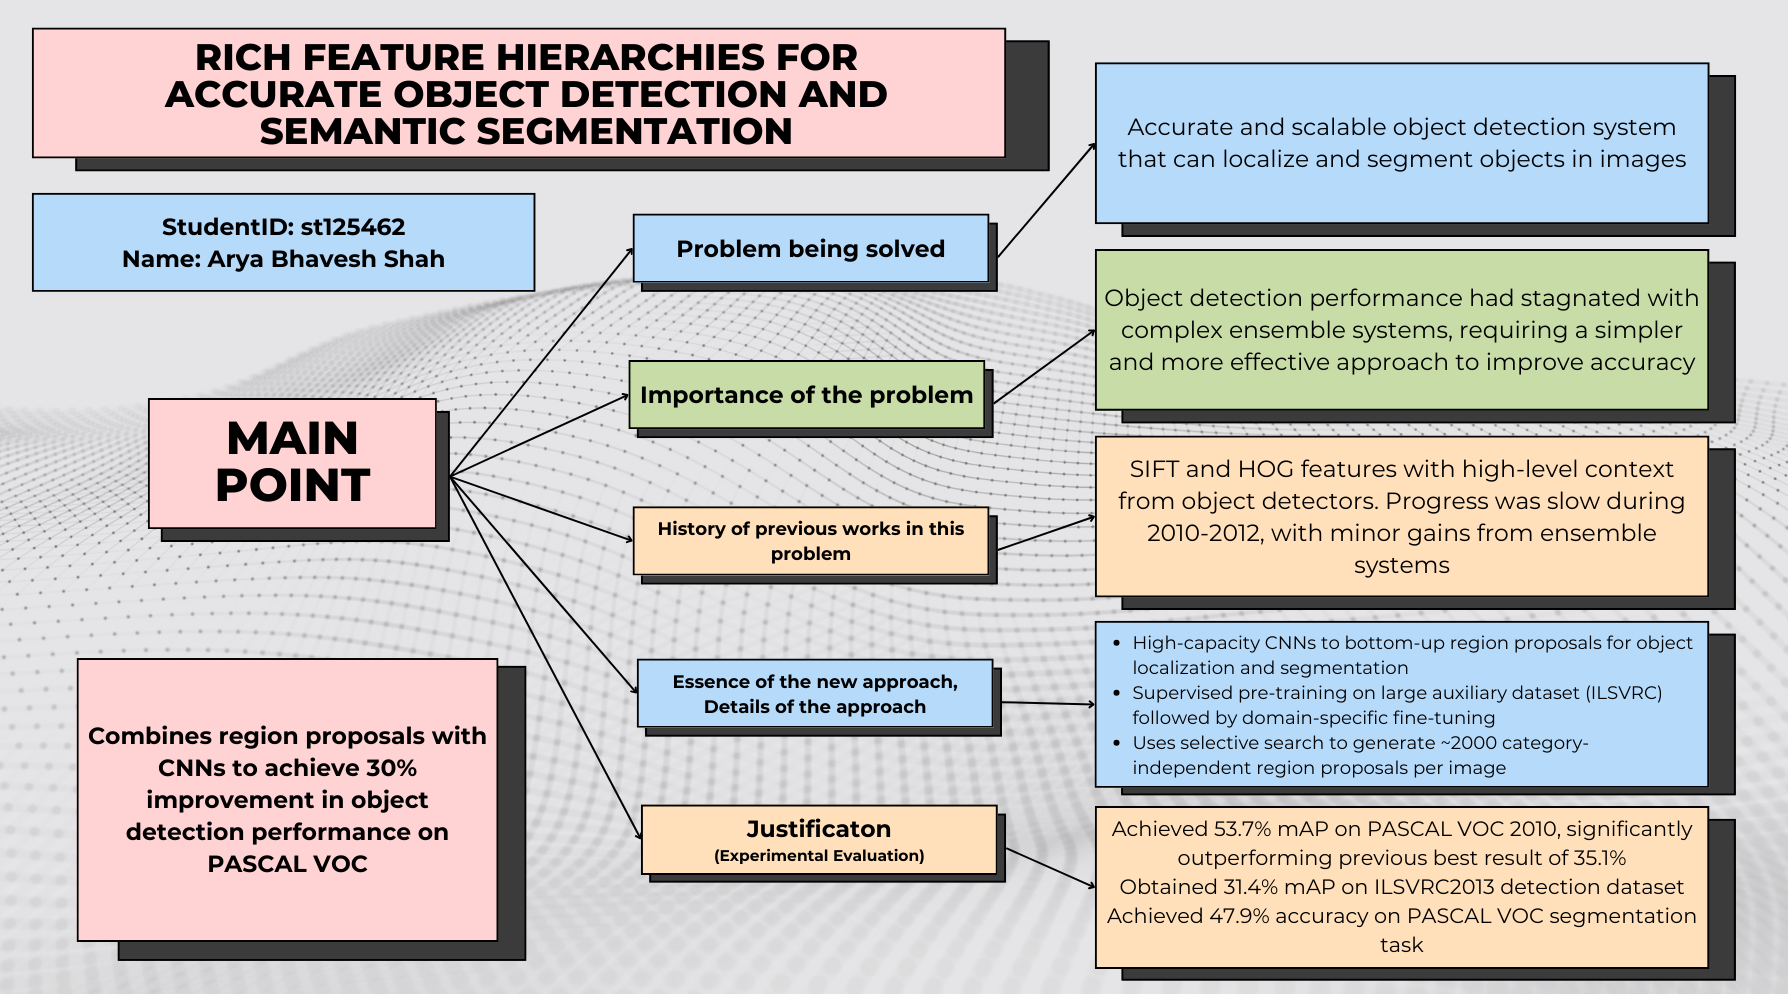 RICH FEATURE HIERARCHIES FOR
ACCURATE OBJECT DETECTION AND
SEMANTIC SEGMENTATION
StudentID: st125462
Name: Arya Bhavesh Shah
MAIN
POINT
Combines region proposals with
CNNs to achieve 30%
improvement in object
detection performance on
PASCAL VOC
Problem being solved
Accurate and scalable object detection system
that can localize and segment objects in images
Importance of the problem
Object detection performance had stagnated with
complex ensemble systems, requiring a simpler
and more effective approach to improve accuracy
History of previous works in this
problem
SIFT and HOG features with high-level context
from object detectors. Progress was slow during
2010-2012, with minor gains from ensemble
systems
Essence of the new approach,
Details of the approach
• High-capacity CNNs to bottom-up region proposals for object
localization and segmentation
• Supervised pre-training on large auxiliary dataset (ILSVRC)
followed by domain-specific fine-tuning
• Uses selective search to generate ~2000 category-
independent region proposals per image
Justificaton
(Experimental Evaluation)
Achieved 53.7% mAP on PASCAL VOC 2010, significantly
outperforming previous best result of 35.1%
Obtained 31.4% mAP on ILSVRC2013 detection dataset
Achieved 47.9% accuracy on PASCAL VOC segmentation
task